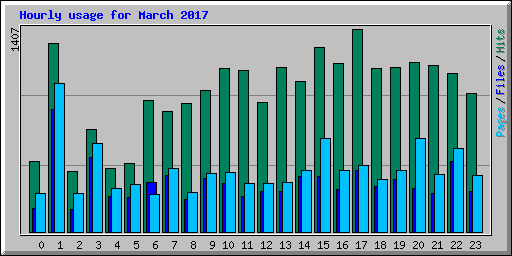 Hourly usage for March 2017
1407
Pages/Files/Hits
0 1 2 3 4 5 6 7 8 9 10 11 12 13 14 15 16 17 18 19 20 21 22 23